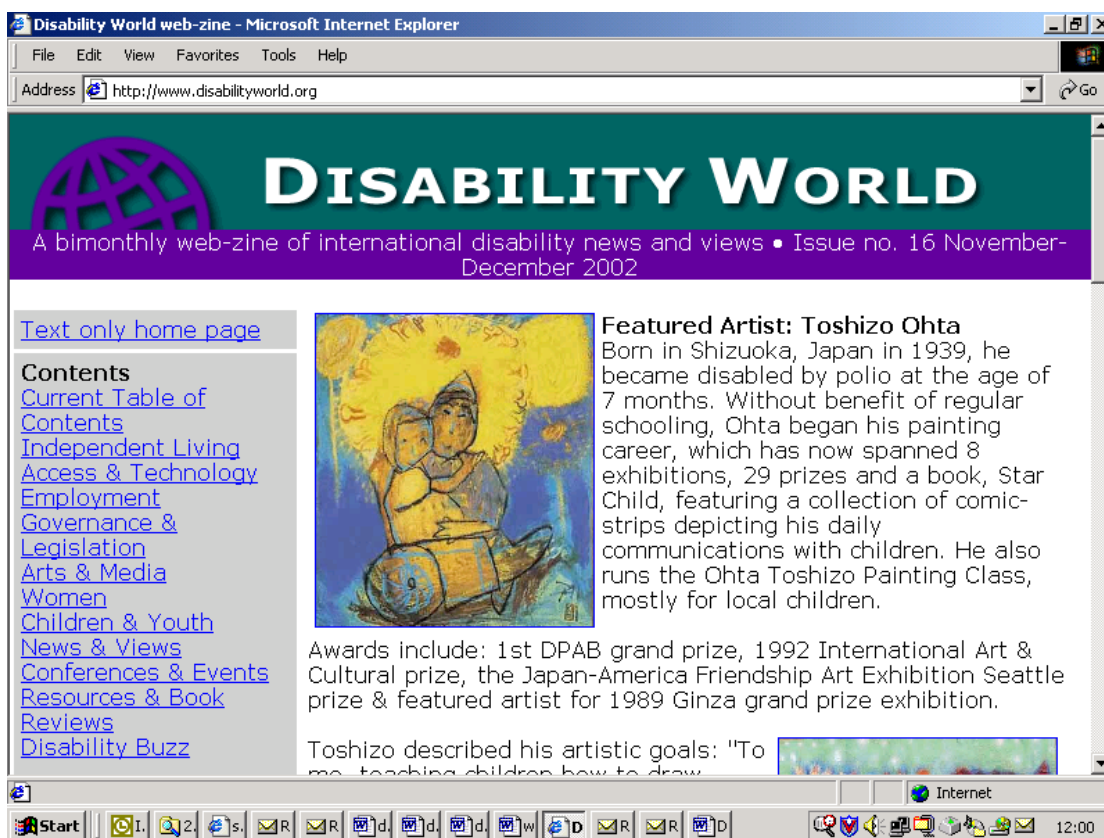 Disability World web-zine - Microsoft Internet Explorer
File Edit View Favorites Tools Help
Address http://www.disabilityworld.org Go
DISABILITY WORLD
A bimonthly web-zine of international disability news and views • Issue no. 16 November-
December 2002
Text only home page
Contents
Current Table of
Contents
Independent Living
Access & Technology
Employment
Governance &
Legislation
Arts & Media
Women
Children & Youth
News & Views
Conferences & Events
Resources & Book
Reviews
Disability Buzz
Featured Artist: Toshizo Ohta
Born in Shizuoka, Japan in 1939, he
became disabled by polio at the age of
7 months. Without benefit of regular
schooling, Ohta began his painting
career, which has now spanned 8
exhibitions, 29 prizes and a book, Star
Child, featuring a collection of comic-
strips depicting his daily
communications with children. He also
runs the Ohta Toshizo Painting Class,
mostly for local children.
Awards include: 1st DPAB grand prize, 1992 International Art &
Cultural prize, the Japan-America Friendship Art Exhibition Seattle
prize & featured artist for 1989 Ginza grand prize exhibition.
Toshizo described his artistic goals: "To
me, teaching children how to draw
Internet
Start I. 2. s. R R d. d. d. w D R R D 12:00